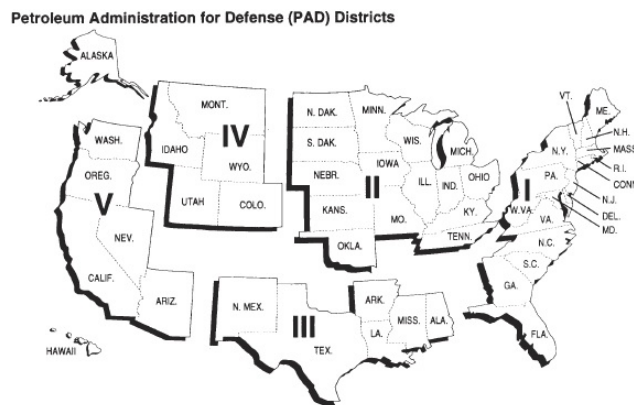 Petroleum Administration for Defense (PAD) Districts
ALASKA
WASH.
OREG.
V
NEV.
CALIF.
ARIZ.
HAWAII
MONT.
IV
IDAHO
WYO.
UTAH
COLO.
N. DAK.
MINN.
S. DAK.
WIS.
MICH.
NEBR.
IOWA
II
ILL.
IND.
OHIO
KANS.
MO.
KY.
OKLA.
TENN.
N. MEX.
III
TEX.
ARK.
LA.
MISS.
ALA.
VT.
ME.
N.H.
N.Y.
MASS
R.I.
CONN
I
PA.
N.J.
W.VA.
VA.
DEL.
MD.
N.C.
S.C.
GA.
FLA.